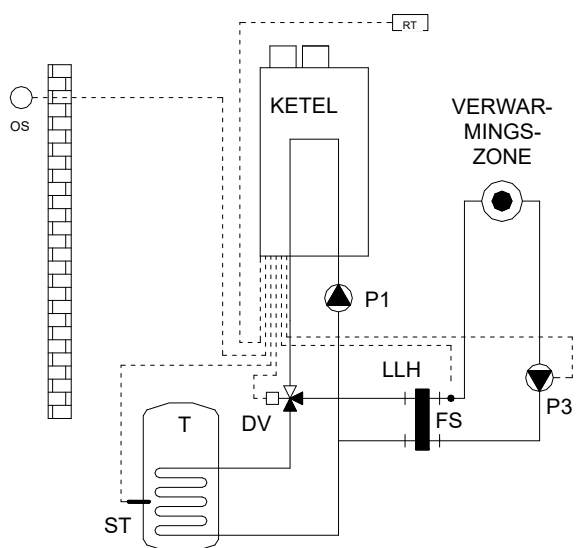 RT
KETEL
VERWAR-
MINGS-
ZONE
OS
P1
LLH
P3
T
DV
FS
ST